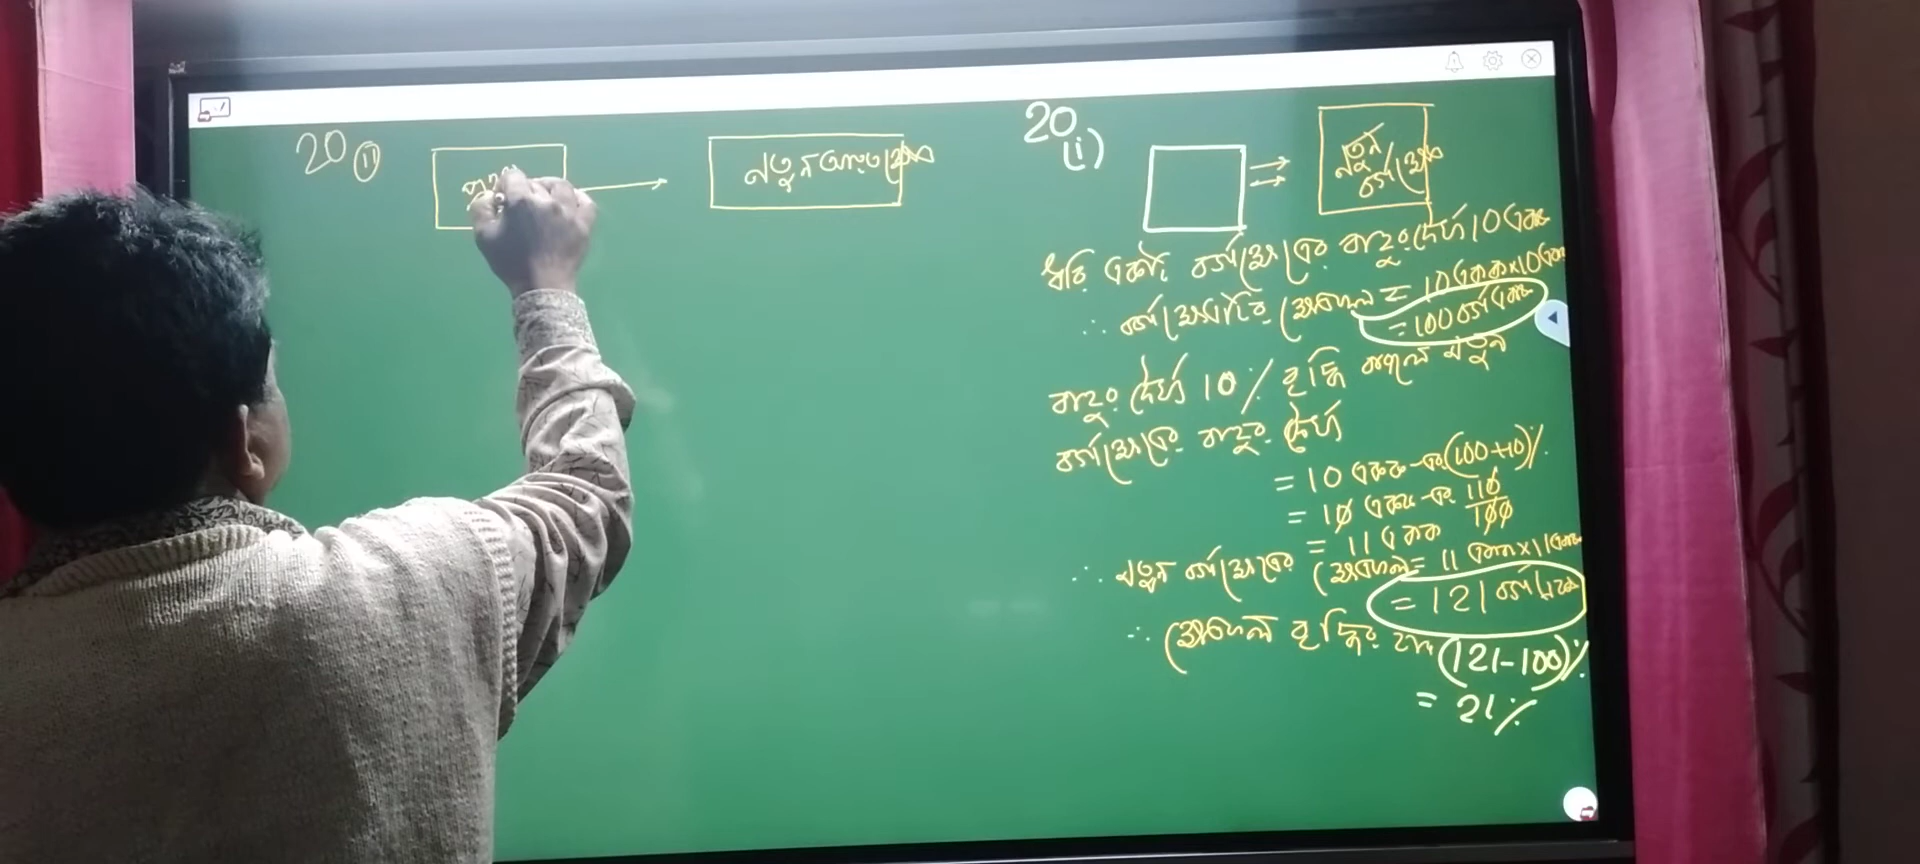 20 (ii)
নতুন আয়তক্ষেত্র
20
(i)
নতুন
বর্গক্ষেত্র
ধরি একটি বর্গক্ষেত্রের বাহুর দৈর্ঘ্য 10 একক
∴ বর্গক্ষেত্রটির ক্ষেত্রফল = 10 একক × 10 একক
= 100 বর্গ একক
বাহুর দৈর্ঘ্য 10% বৃদ্ধি করলে নতুন
বর্গক্ষেত্রের বাহুর দৈর্ঘ্য
= 10 একক এর (100+10)%
= 10 একক এর 110/100
= 11 একক
∴ নতুন বর্গক্ষেত্রের ক্ষেত্রফল = 11 একক × 11 একক
= 121 বর্গ একক
∴ ক্ষেত্রফল বৃদ্ধির (121-100)%
= 21%